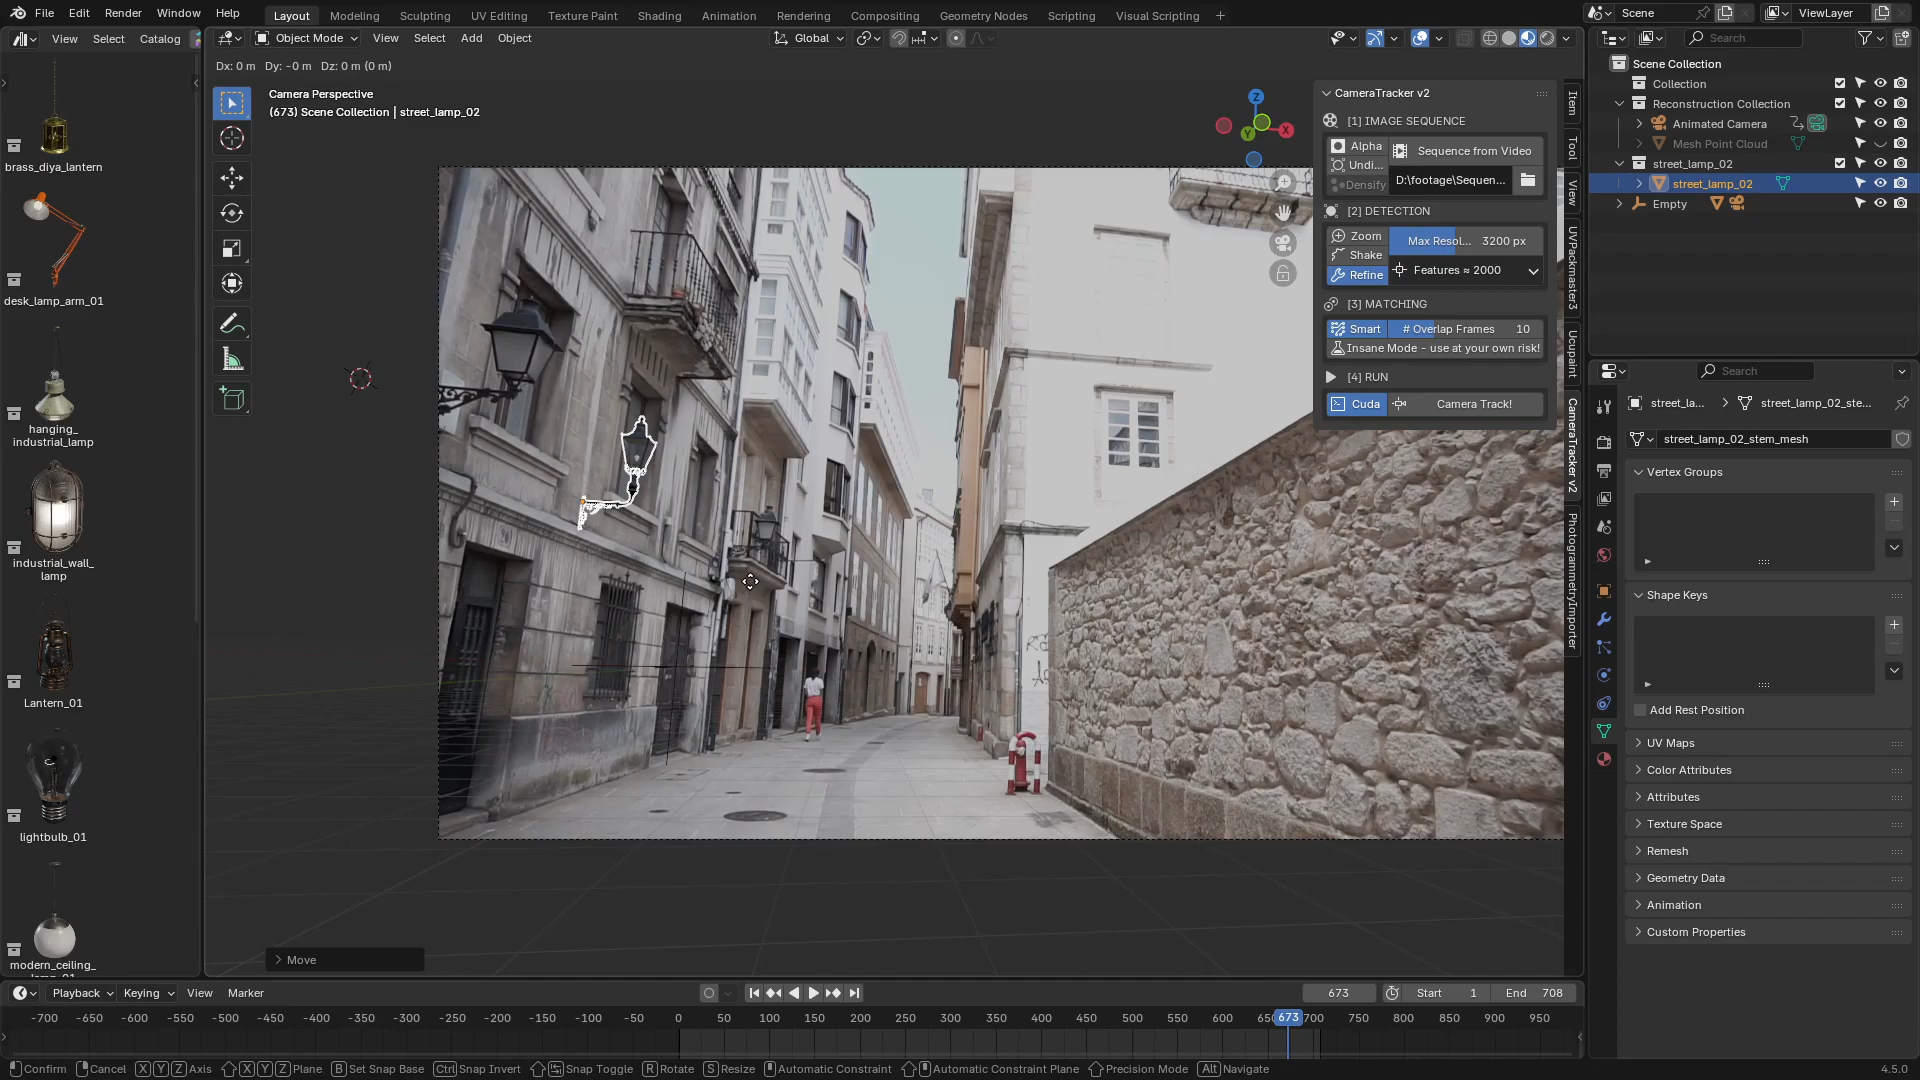 File Edit Render Window Help Layout Modeling Sculpting UV Editing Texture Paint Shading Animation Rendering Compositing Geometry Nodes Scripting Visual Scripting + Scene ViewLayer
View Select Catalog Object Mode View Select Add Object Global Search
Dx: 0 m Dy: -0 m Dz: 0 m (0 m)
Camera Perspective
(673) Scene Collection | street_lamp_02
brass_diya_lantern
desk_lamp_arm_01
hanging_
industrial_lamp
industrial_wall_
lamp
Lantern_01
lightbulb_01
modern_ceiling_
Z
X
Y
CameraTracker v2
[1] IMAGE SEQUENCE
Alpha Sequence from Video
Undi...
Densify D:\footage\Sequen...
[2] DETECTION
Zoom Max Resol... 3200 px
Shake
Refine Features ≈ 2000
[3] MATCHING
Smart # Overlap Frames 10
Insane Mode - use at your own risk!
[4] RUN
Cuda Camera Track!
Item
Tool
View
UVPackmaster3
Ucupaint
CameraTracker v2
PhotogrammetryImporter
Scene Collection
Collection
Reconstruction Collection
Animated Camera
Mesh Point Cloud
street_lamp_02
street_lamp_02
Empty
Search
street_la... street_lamp_02_ste...
street_lamp_02_stem_mesh
Vertex Groups
Shape Keys
Add Rest Position
UV Maps
Color Attributes
Attributes
Texture Space
Remesh
Geometry Data
Animation
Custom Properties
Move
Playback Keying View Marker 673 Start 1 End 708
-700 -650 -600 -550 -500 -450 -400 -350 -300 -250 -200 -150 -100 -50 0 50 100 150 200 250 300 350 400 450 500 550 600 650 673 700 750 800 850 900 950
Confirm Cancel X Y Z Axis X Y Z Plane B Set Snap Base Ctrl Snap Invert Snap Toggle R Rotate S Resize Automatic Constraint Automatic Constraint Plane Precision Mode Alt Navigate 4.5.0